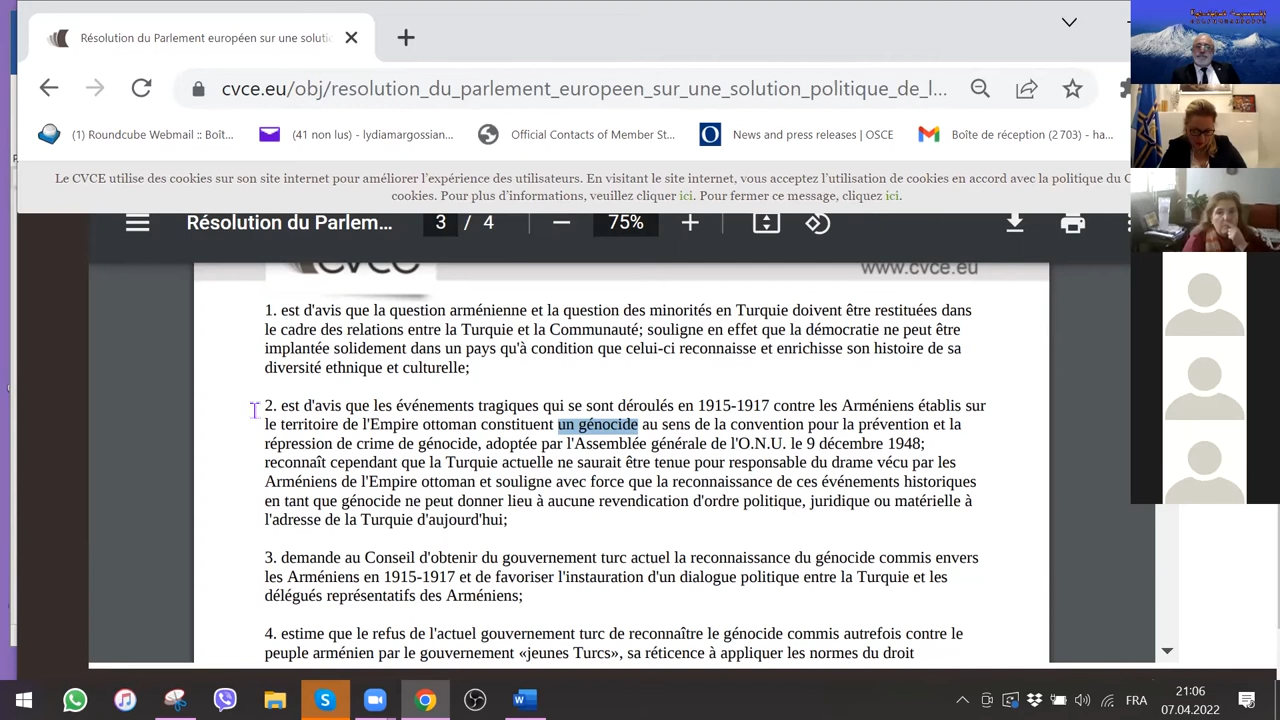 Résolution du Parlement européen sur une soluti
cvce.eu/obj/resolution_du_parlement_europeen_sur_une_solution_politique_de_l...
(1) Roundcube Webmail :: Boît...
(41 non lus) - lydiamargossian...
Official Contacts of Member St...
News and press releases | OSCE
Boîte de réception (2 703) - ha...
Le CVCE utilise des cookies sur son site internet pour améliorer l'expérience des utilisateurs. En visitant le site internet, vous acceptez l'utilisation de cookies en accord avec la politique du C
cookies. Pour plus d'informations, veuillez cliquer ici. Pour fermer ce message, cliquez ici.
Résolution du Parlem...
3 / 4
75%
CVCE
www.cvce.eu
1. est d'avis que la question arménienne et la question des minorités en Turquie doivent être restituées dans
le cadre des relations entre la Turquie et la Communauté; souligne en effet que la démocratie ne peut être
implantée solidement dans un pays qu'à condition que celui-ci reconnaisse et enrichisse son histoire de sa
diversité ethnique et culturelle;
2. est d'avis que les événements tragiques qui se sont déroulés en 1915-1917 contre les Arméniens établis sur
le territoire de l'Empire ottoman constituent un génocide au sens de la convention pour la prévention et la
répression de crime de génocide, adoptée par l'Assemblée générale de l'O.N.U. le 9 décembre 1948;
reconnaît cependant que la Turquie actuelle ne saurait être tenue pour responsable du drame vécu par les
Arméniens de l'Empire ottoman et souligne avec force que la reconnaissance de ces événements historiques
en tant que génocide ne peut donner lieu à aucune revendication d'ordre politique, juridique ou matérielle à
l'adresse de la Turquie d'aujourd'hui;
3. demande au Conseil d'obtenir du gouvernement turc actuel la reconnaissance du génocide commis envers
les Arméniens en 1915-1917 et de favoriser l'instauration d'un dialogue politique entre la Turquie et les
délégués représentatifs des Arméniens;
4. estime que le refus de l'actuel gouvernement turc de reconnaître le génocide commis autrefois contre le
peuple arménien par le gouvernement «jeunes Turcs», sa réticence à appliquer les normes du droit
FRA
21:06
07.04.2022